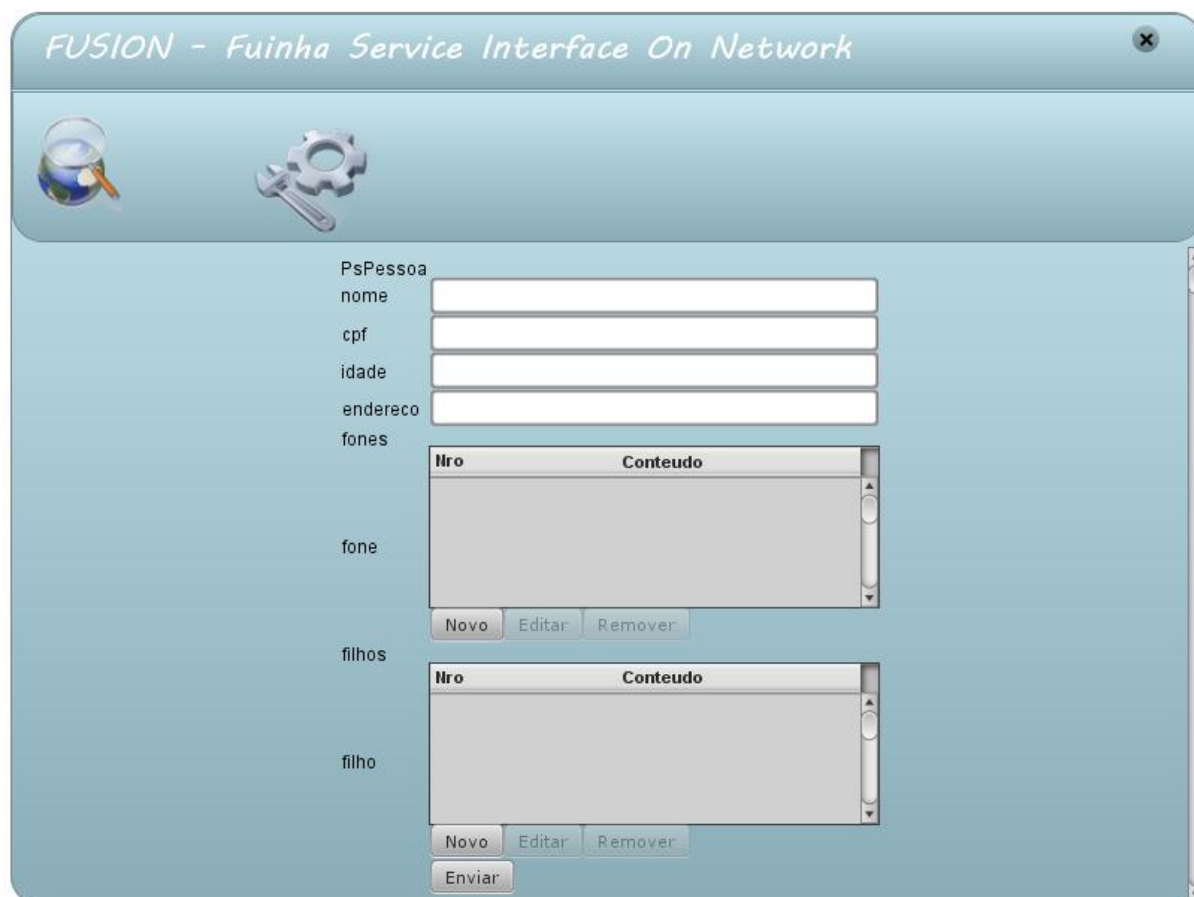 FUSION - Fuinha Service Interface On Network
PsPessoa
nome
cpf
idade
endereco
fones
Nro Conteudo
fone
Novo Editar Remover
filhos
Nro Conteudo
filho
Novo Editar Remover
Enviar